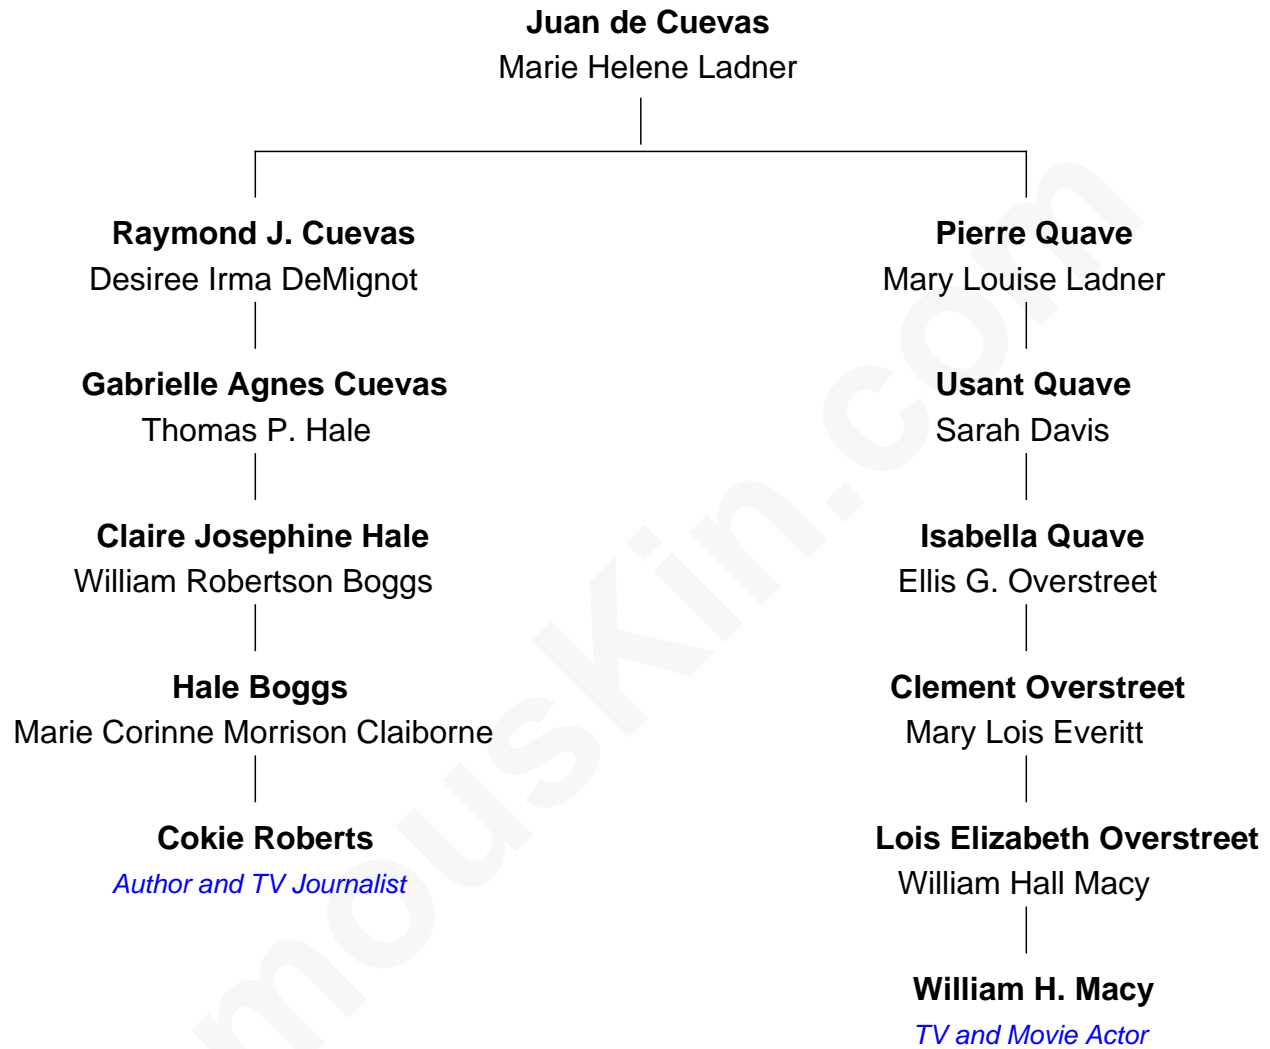 Juan de Cuevas
Marie Helene Ladner
Raymond J. Cuevas
Desiree Irma DeMignot
Pierre Quave
Mary Louise Ladner
Gabrielle Agnes Cuevas
Thomas P. Hale
Usant Quave
Sarah Davis
Claire Josephine Hale
William Robertson Boggs
Isabella Quave
Ellis G. Overstreet
Hale Boggs
Marie Corinne Morrison Claiborne
Clement Overstreet
Mary Lois Everitt
Cokie Roberts
Author and TV Journalist
Lois Elizabeth Overstreet
William Hall Macy
William H. Macy
TV and Movie Actor
mousKin.com